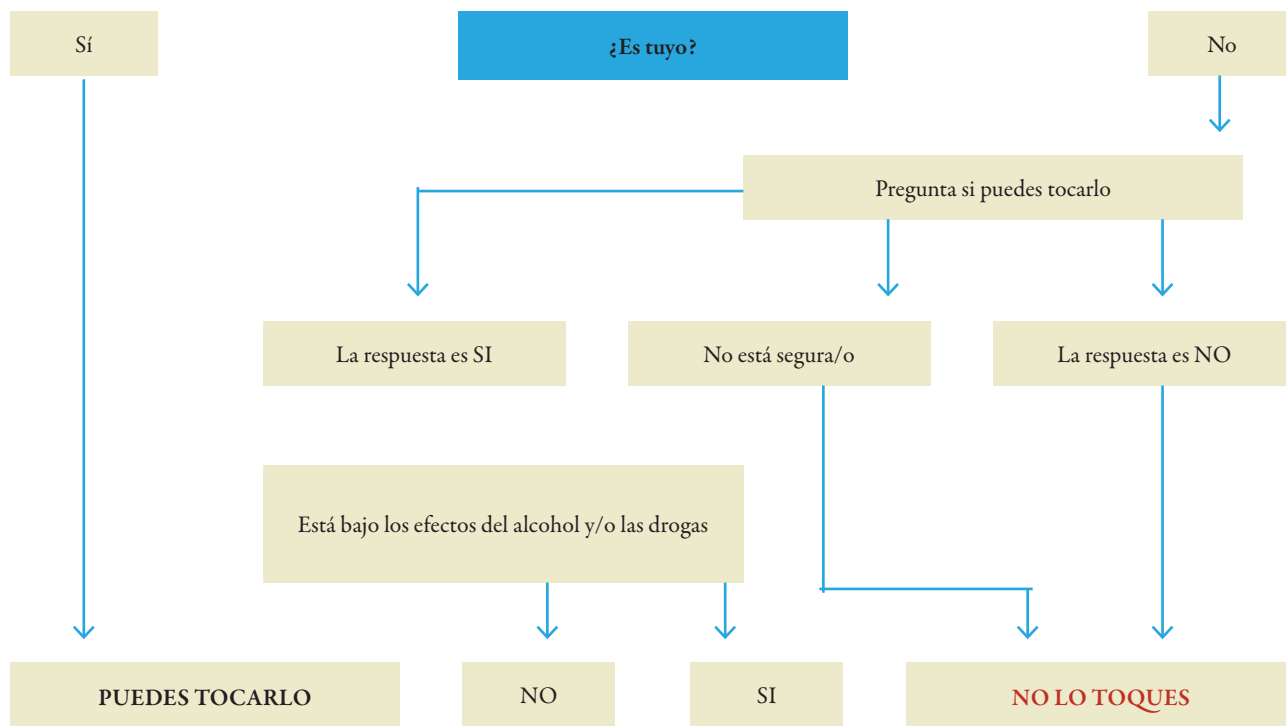 Sí
¿Es tuyo?
No
Pregunta si puedes tocarlo
La respuesta es SI
No está segura/o
La respuesta es NO
Está bajo los efectos del alcohol y/o las drogas
PUEDES TOCARLO
NO
SI
NO LO TOQUES